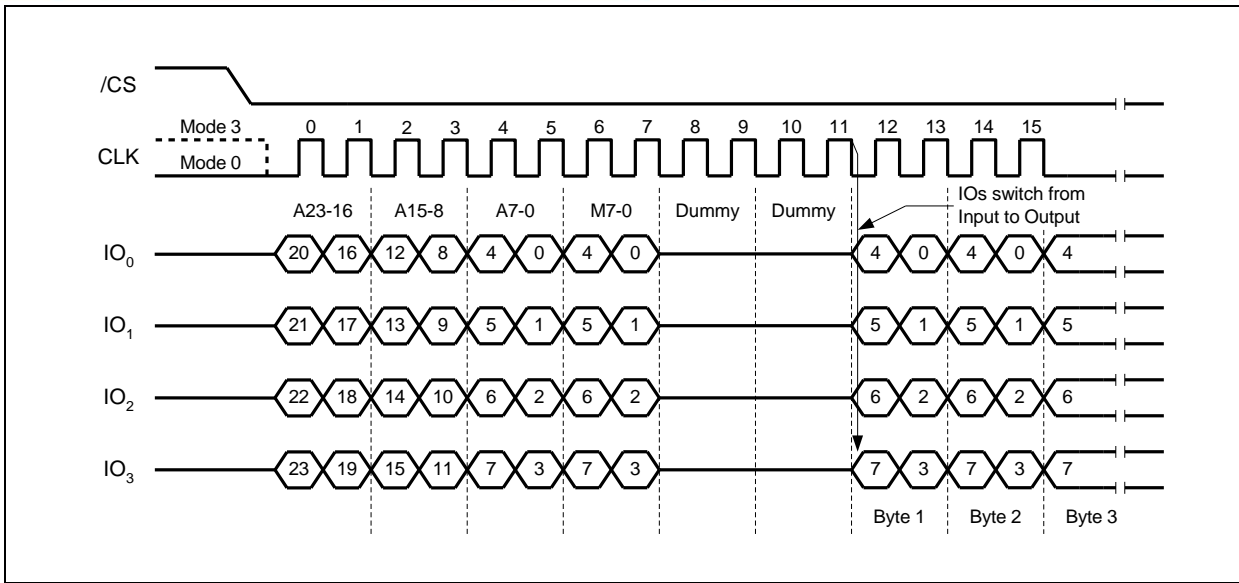 /CS
Mode 3 0 1 2 3 4 5 6 7 8 9 10 11 12 13 14 15
CLK
Mode 0
IOs switch from
Input to Output
A23-16 A15-8 A7-0 M7-0 Dummy Dummy
IO0 20 16 12 8 4 0 4 0 4 0 4 0 4
IO1 21 17 13 9 5 1 5 1 5 1 5 1 5
IO2 22 18 14 10 6 2 6 2 6 2 6 2 6
IO3 23 19 15 11 7 3 7 3 7 3 7 3 7
Byte 1 Byte 2 Byte 3